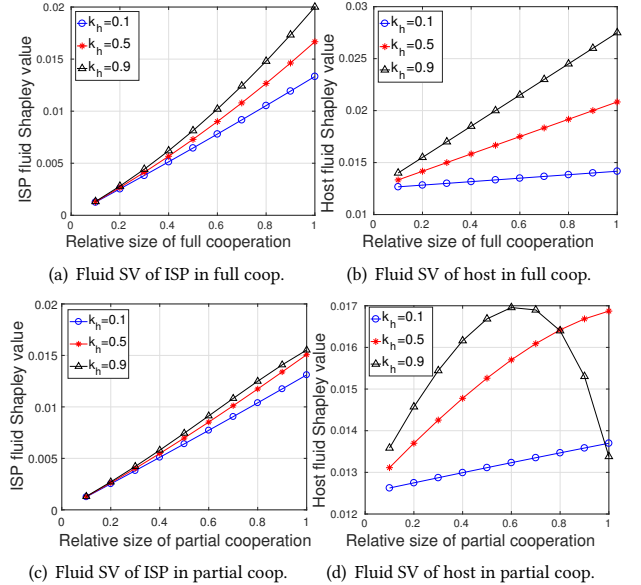 0.02
0.015
0.01
0.005
0
ISP fluid Shapley value
k_h=0.1
k_h=0.5
k_h=0.9
0 0.2 0.4 0.6 0.8 1
Relative size of full cooperation
(a) Fluid SV of ISP in full coop.
0.03
0.025
0.02
0.015
0.01
Host fluid Shapley value
k_h=0.1
k_h=0.5
k_h=0.9
0 0.2 0.4 0.6 0.8 1
Relative size of full cooperation
(b) Fluid SV of host in full coop.
0.02
0.015
0.01
0.005
0
ISP fluid Shapley value
k_h=0.1
k_h=0.5
k_h=0.9
0 0.2 0.4 0.6 0.8 1
Relative size of partial cooperation
(c) Fluid SV of ISP in partial coop.
0.017
0.016
0.015
0.014
0.013
0.012
Host fluid Shapley value
k_h=0.1
k_h=0.5
k_h=0.9
0 0.2 0.4 0.6 0.8 1
Relative size of partial cooperation
(d) Fluid SV of host in partial coop.